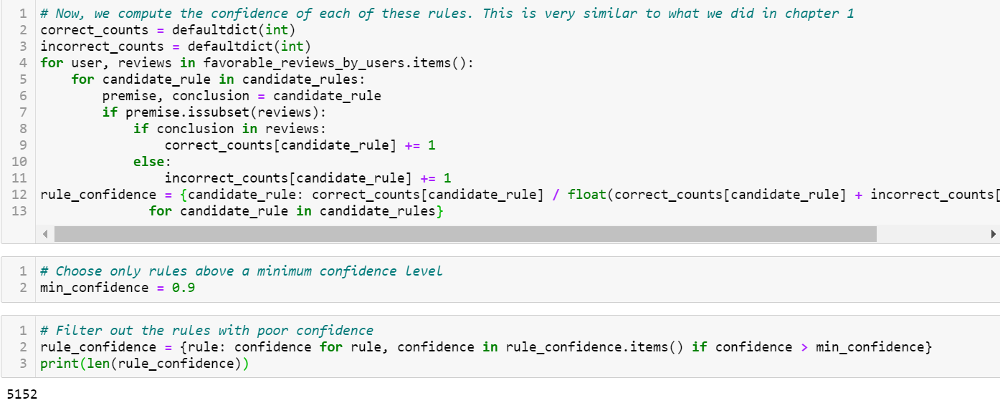 1 # Now, we compute the confidence of each of these rules. This is very similar to what we did in chapter 1
2 correct_counts = defaultdict(int)
3 incorrect_counts = defaultdict(int)
4 for user, reviews in favorable_reviews_by_users.items():
5     for candidate_rule in candidate_rules:
6         premise, conclusion = candidate_rule
7         if premise.issubset(reviews):
8             if conclusion in reviews:
9                 correct_counts[candidate_rule] += 1
10             else:
11                 incorrect_counts[candidate_rule] += 1
12 rule_confidence = {candidate_rule: correct_counts[candidate_rule] / float(correct_counts[candidate_rule] + incorrect_counts[
13               for candidate_rule in candidate_rules}
1 # Choose only rules above a minimum confidence level
2 min_confidence = 0.9
1 # Filter out the rules with poor confidence
2 rule_confidence = {rule: confidence for rule, confidence in rule_confidence.items() if confidence > min_confidence}
3 print(len(rule_confidence))
5152